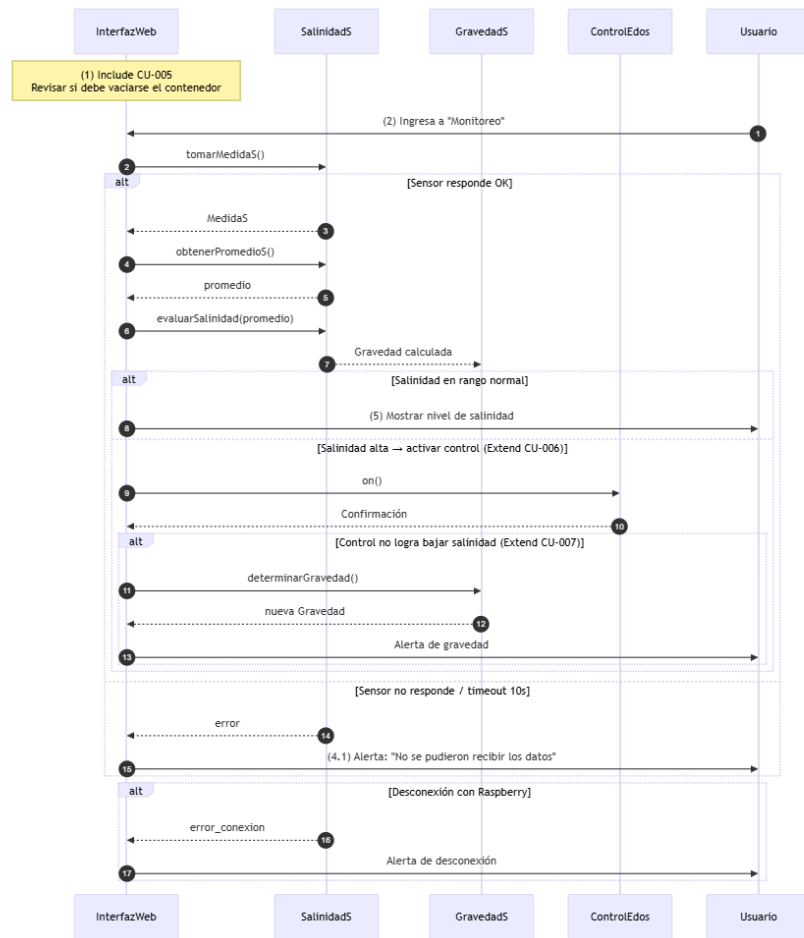 InterfazWeb
SalinidadS
GravedadS
ControlEdos
Usuario
(1) Include CU-005
Revisar si debe vaciarse el contenedor
(2) Ingresa a "Monitoreo"
1
tomarMedidaS()
2
alt
[Sensor responde OK]
MedidaS
3
obtenerPromedioS()
4
promedio
5
evaluarSalinidad(promedio)
6
Gravedad calculada
7
alt
[Salinidad en rango normal]
(5) Mostrar nivel de salinidad
8
[Salinidad alta → activar control (Extend CU-006)]
on()
9
Confirmación
10
alt
[Control no logra bajar salinidad (Extend CU-007)]
determinarGravedad()
11
nueva Gravedad
12
Alerta de gravedad
13
[Sensor no responde / timeout 10s]
error
14
(4.1) Alerta: "No se pudieron recibir los datos"
15
alt
[Desconexión con Raspberry]
error_conexion
16
Alerta de desconexión
17
InterfazWeb
SalinidadS
GravedadS
ControlEdos
Usuario